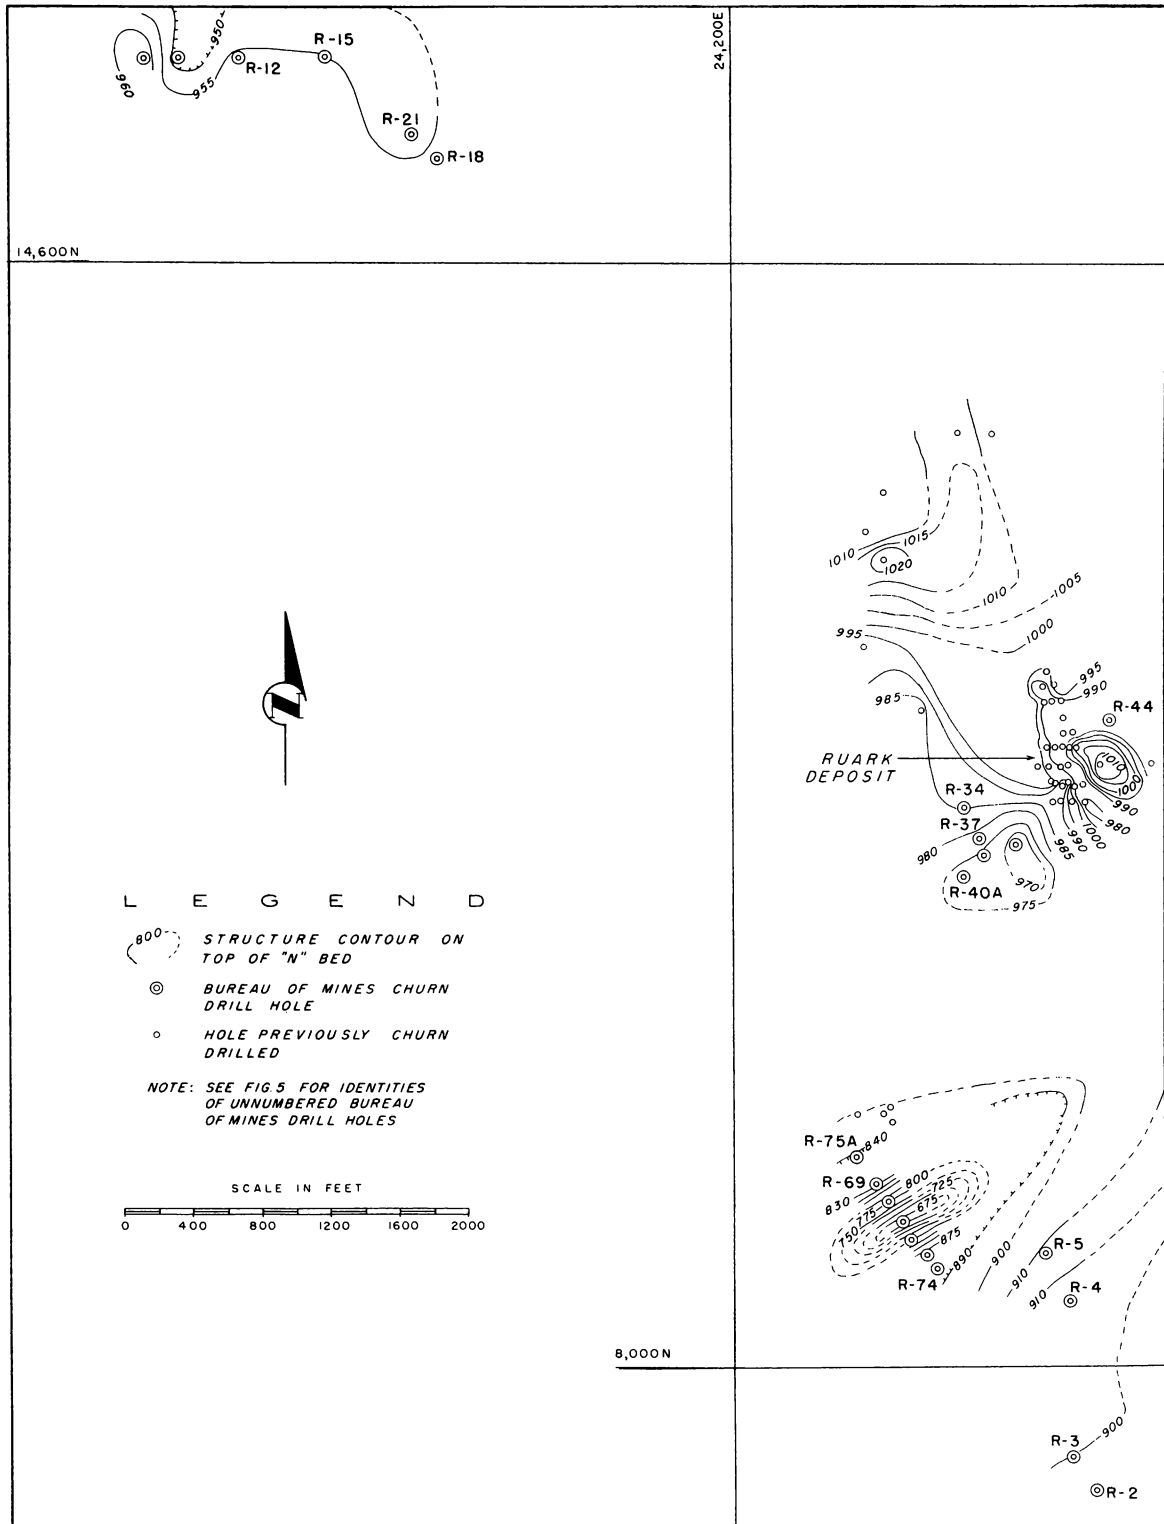 950
R-15
R-12
955
960
R-21
R-18
24,200E
14,600N
1010
1015
1020
1010
1005
1000
995
995
990
985
R-44
RUARK
DEPOSIT
1010
1000
990
980
1000
990
985
R-34
R-37
980
970
R-40A
975
L E G E N D
800
STRUCTURE CONTOUR ON
TOP OF "N" BED
BUREAU OF MINES CHURN
DRILL HOLE
HOLE PREVIOUSLY CHURN
DRILLED
NOTE: SEE FIG. 5 FOR IDENTITIES
OF UNNUMBERED BUREAU
OF MINES DRILL HOLES
SCALE IN FEET
0 400 800 1200 1600 2000
N
R-75A
840
R-69
800
725
830
775
675
750
875
890
900
R-74
910
R-5
910
R-4
8,000N
900
R-3
R-2